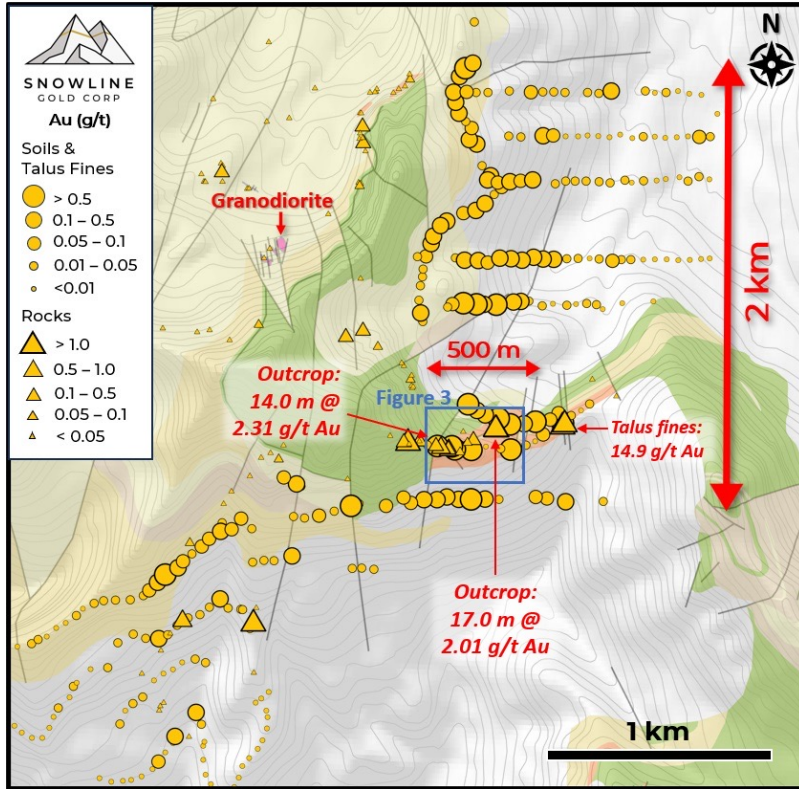 SNOWLINE
GOLD CORP
Au (g/t)
Soils &
Talus Fines
> 0.5
0.1 – 0.5
0.05 – 0.1
0.01 – 0.05
<0.01
Rocks
> 1.0
0.5 – 1.0
0.1 – 0.5
0.05 – 0.1
< 0.05
N
Granodiorite
2 km
500 m
Outcrop:
14.0 m @
2.31 g/t Au
Figure 3
Talus fines:
14.9 g/t Au
Outcrop:
17.0 m @
2.01 g/t Au
1 km